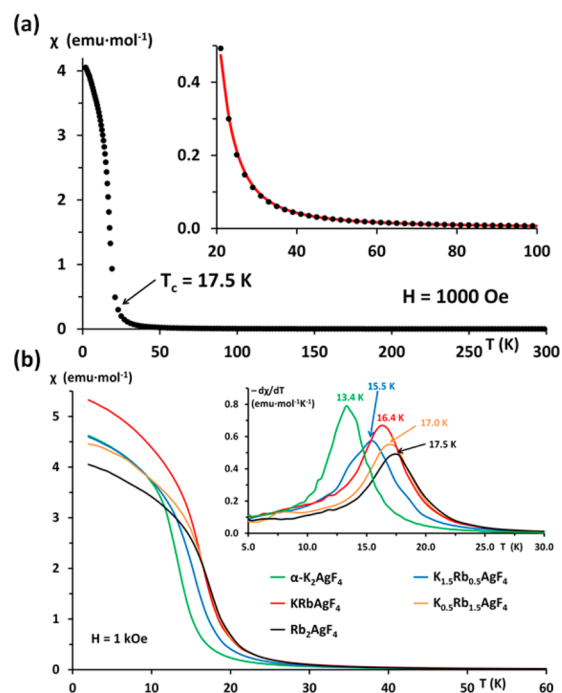 (a)
χ (emu·mol⁻¹)
4
3
2
1
0
0 50 100 150 200 250 300
T (K)
T꜀ = 17.5 K
H = 1000 Oe
0.4
0.2
0.0
20 40 60 80 100
(b)
χ (emu·mol⁻¹)
6
5
4
3
2
1
0
0 10 20 30 40 50 60
T (K)
H = 1 kOe
– dχ/dT
(emu·mol⁻¹K⁻¹)
1.0
0.8
0.6
0.4
0.2
0.0
5.0 10.0 15.0 20.0 25.0 30.0
T (K)
13.4 K
15.5 K
16.4 K
17.0 K
17.5 K
α-K₂AgF₄
K₁.₅Rb₀.₅AgF₄
KRbAgF₄
K₀.₅Rb₁.₅AgF₄
Rb₂AgF₄